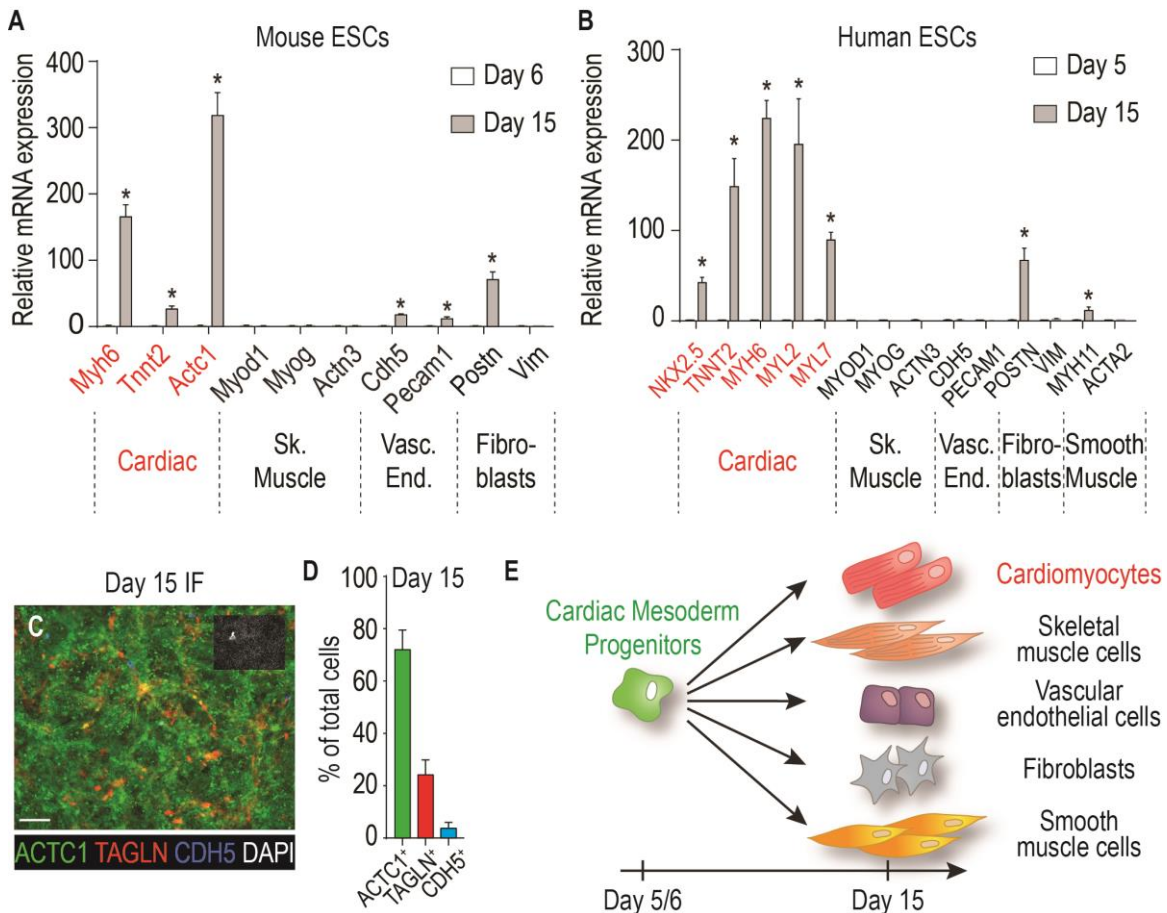 A
Mouse ESCs
Relative mRNA expression
400
300
200
100
0
Day 6
Day 15
*
*
*
*
*
*
Myh6
Tnnt2
Actc1
Myod1
Myog
Actn3
Cdh5
Pecam1
Postn
Vim
Cardiac
Sk.
Muscle
Vasc.
End.
Fibro-
blasts
B
Human ESCs
Relative mRNA expression
300
200
100
0
Day 5
Day 15
*
*
*
*
*
*
*
NKX2.5
TNNT2
MYH6
MYL2
MYL7
MYOD1
MYOG
ACTN3
CDH5
PECAM1
POSTN
VIM
MYH11
ACTA2
Cardiac
Sk.
Muscle
Vasc.
End.
Fibro-
blasts
Smooth
Muscle
Day 15 IF
C
ACTC1 TAGLN CDH5 DAPI
D
Day 15
% of total cells
100
80
60
40
20
0
ACTC1+
TAGLN+
CDH5+
E
Cardiac Mesoderm
Progenitors
Cardiomyocytes
Skeletal
muscle cells
Vascular
endothelial cells
Fibroblasts
Smooth
muscle cells
Day 5/6
Day 15